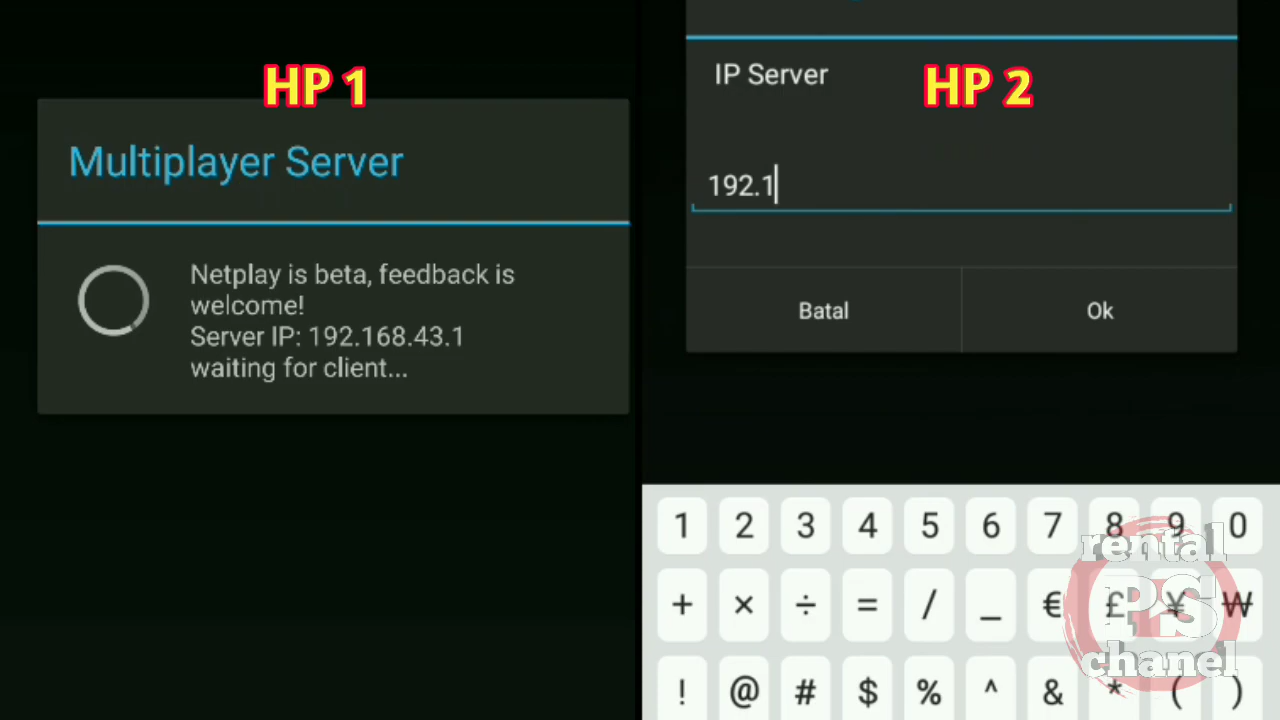 HP 1
Multiplayer Server
Netplay is beta, feedback is
welcome!
Server IP: 192.168.43.1
waiting for client...
HP 2
IP Server
192.1
Batal Ok
1 2 3 4 5 6 7 8 9 0
+ × ÷ = / _ € £ ¥ ₩
! @ # $ % ^ & * ( )
rental
PS
chanel